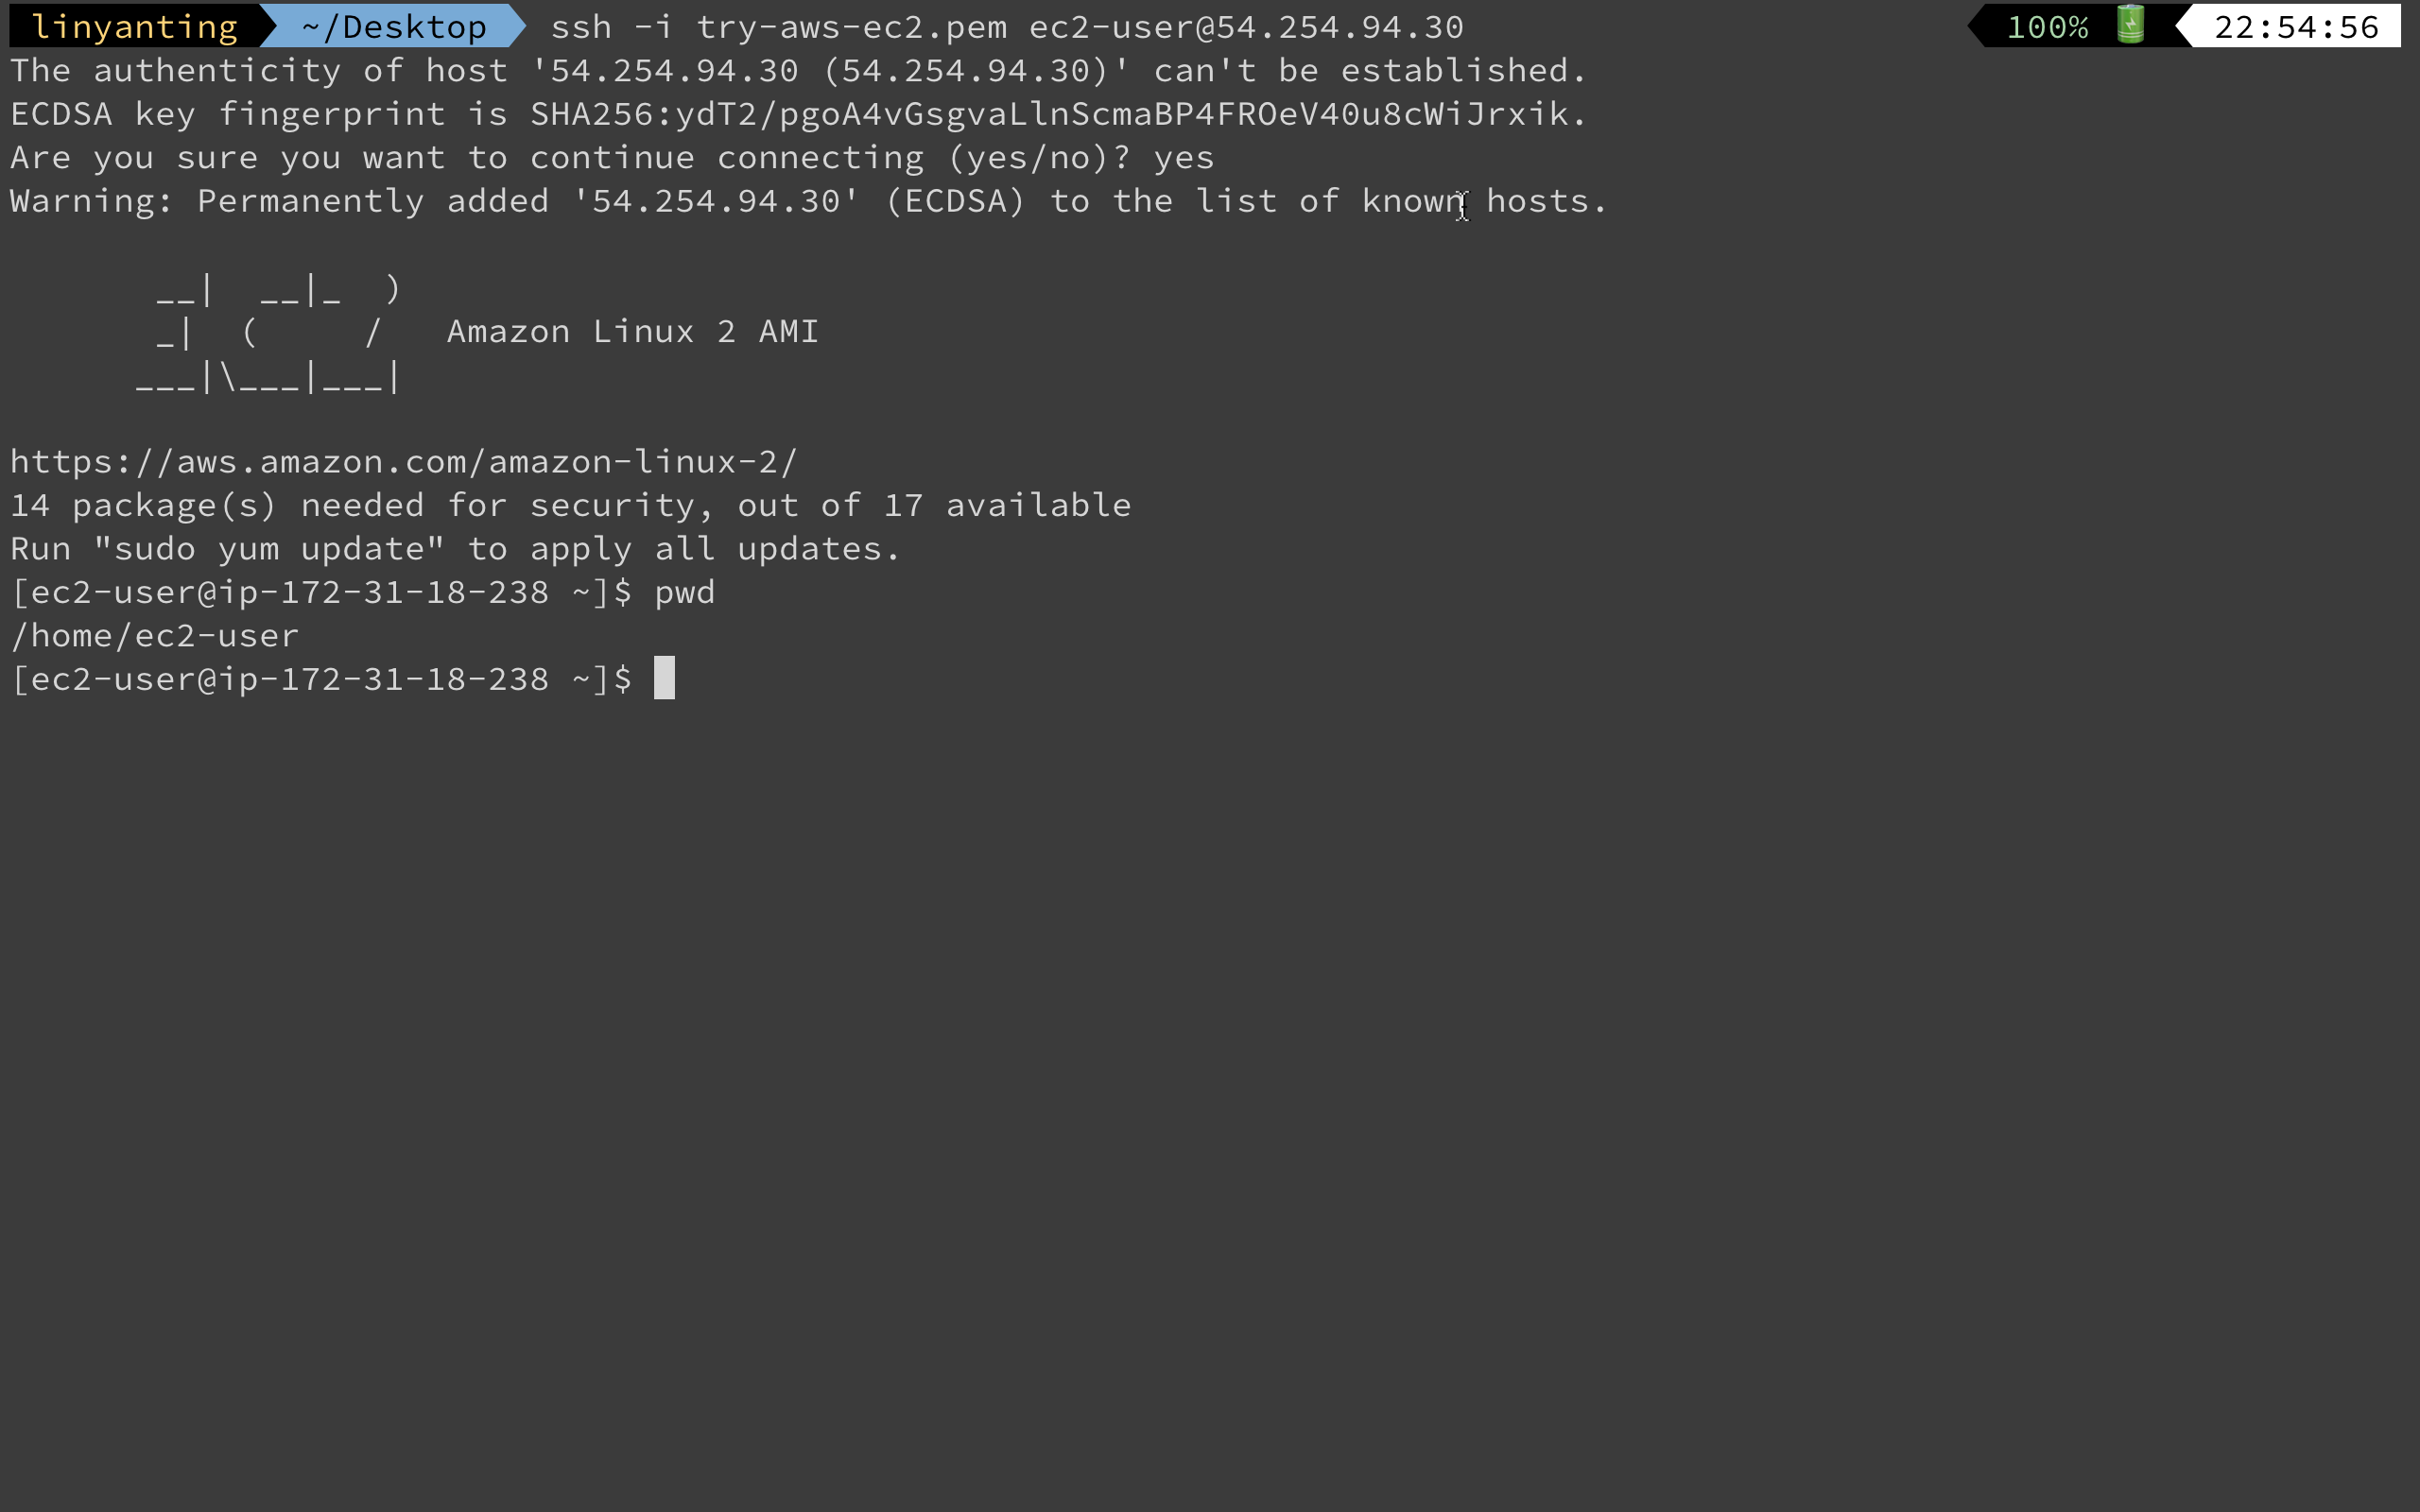 linyanting ~/Desktop ssh -i try-aws-ec2.pem ec2-user@54.254.94.30 100% 22:54:56
The authenticity of host '54.254.94.30 (54.254.94.30)' can't be established.
ECDSA key fingerprint is SHA256:ydT2/pgoA4vGsgvaLlnScmaBP4FROeV40u8cWiJrxik.
Are you sure you want to continue connecting (yes/no)? yes
Warning: Permanently added '54.254.94.30' (ECDSA) to the list of known hosts.

       __|  __|_  )
       _|  (     /   Amazon Linux 2 AMI
      ___|\___|___|

https://aws.amazon.com/amazon-linux-2/
14 package(s) needed for security, out of 17 available
Run "sudo yum update" to apply all updates.
[ec2-user@ip-172-31-18-238 ~]$ pwd
/home/ec2-user
[ec2-user@ip-172-31-18-238 ~]$